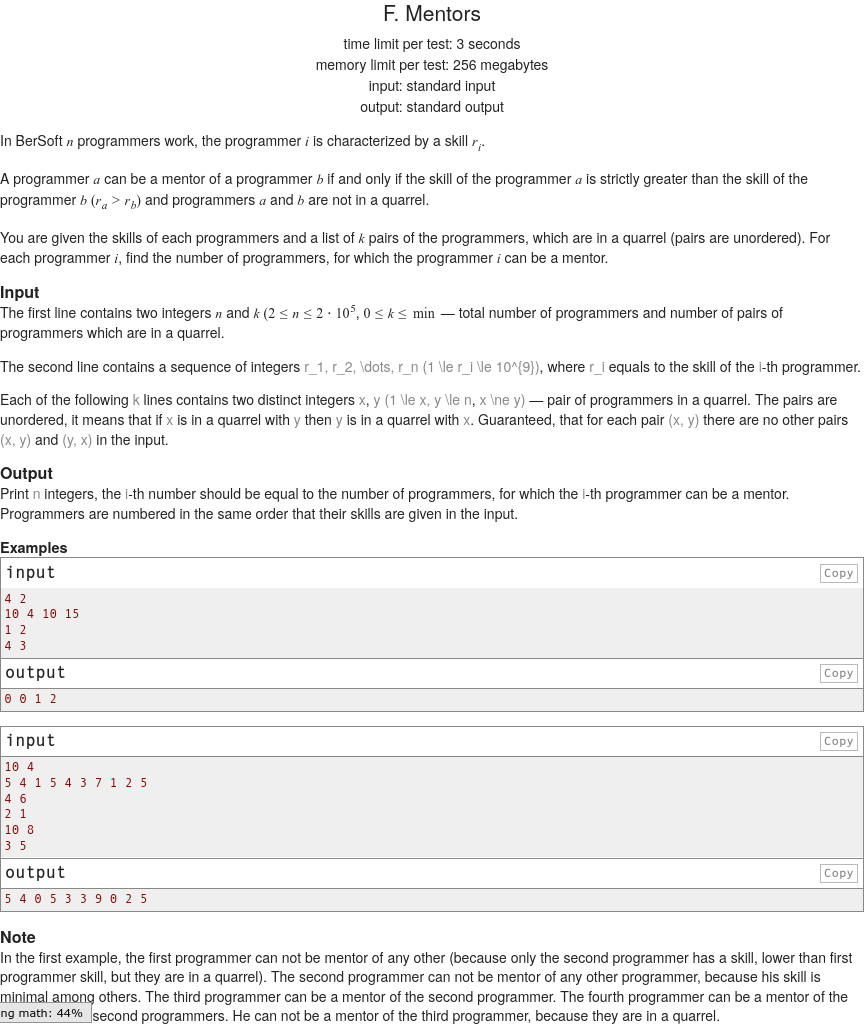 F. Mentors
time limit per test: 3 seconds
memory limit per test: 256 megabytes
input: standard input
output: standard output
In BerSoft n programmers work, the programmer i is characterized by a skill r_i.
A programmer a can be a mentor of a programmer b if and only if the skill of the programmer a is strictly greater than the skill of the
programmer b (r_a > r_b) and programmers a and b are not in a quarrel.
You are given the skills of each programmers and a list of k pairs of the programmers, which are in a quarrel (pairs are unordered). For
each programmer i, find the number of programmers, for which the programmer i can be a mentor.
Input
The first line contains two integers n and k (2 ≤ n ≤ 2 · 10^5, 0 ≤ k ≤ min — total number of programmers and number of pairs of
programmers which are in a quarrel.
The second line contains a sequence of integers r_1, r_2, \dots, r_n (1 \le r_i \le 10^{9}), where r_i equals to the skill of the i-th programmer.
Each of the following k lines contains two distinct integers x, y (1 \le x, y \le n, x \ne y) — pair of programmers in a quarrel. The pairs are
unordered, it means that if x is in a quarrel with y then y is in a quarrel with x. Guaranteed, that for each pair (x, y) there are no other pairs
(x, y) and (y, x) in the input.
Output
Print n integers, the i-th number should be equal to the number of programmers, for which the i-th programmer can be a mentor.
Programmers are numbered in the same order that their skills are given in the input.
Examples
input Copy
4 2
10 4 10 15
1 2
4 3
output Copy
0 0 1 2
input Copy
10 4
5 4 1 5 4 3 7 1 2 5
4 6
2 1
10 8
3 5
output Copy
5 4 0 5 3 3 9 0 2 5
Note
In the first example, the first programmer can not be mentor of any other (because only the second programmer has a skill, lower than first
programmer skill, but they are in a quarrel). The second programmer can not be mentor of any other programmer, because his skill is
minimal among others. The third programmer can be a mentor of the second programmer. The fourth programmer can be a mentor of the
ng math: 44% second programmers. He can not be a mentor of the third programmer, because they are in a quarrel.